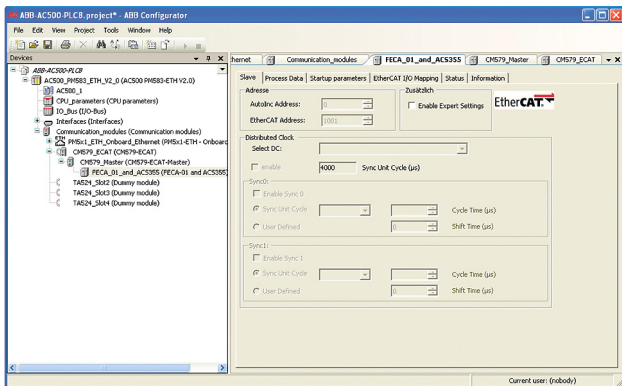 ABB-AC500-PLC8.project* - ABB Configurator
File Edit View Project Tools Window Help
Devices
ABB-AC500-PLC8
AC500_PM583_ETH_V2_0 (AC500 PM583-ETH V2.0)
AC500_1
CPU_parameters (CPU parameters)
IO_Bus (I/O-Bus)
Interfaces (Interfaces)
Communication_modules (Communication modules)
PM5x1_ETH_Onboard_Ethernet (PM5x1-ETH - Onboard
CM579_ECAT (CM579-ECAT)
CM579_Master (CM579-ECAT-Master)
FECA_01_and_ACS355 (FECA-01 and ACS355)
TA524_Slot2 (Dummy module)
TA524_Slot3 (Dummy module)
TA524_Slot4 (Dummy module)
hernet Communication_modules FECA_01_and_ACS355 CM579_Master CM579_ECAT
Slave Process Data Startup parameters EtherCAT I/O Mapping Status Information
Adresse
AutoInc Address: 0
EtherCAT Address: 1001
Zusätzlich
Enable Expert Settings
EtherCAT
Distributed Clock
Select DC:
enable 4000 Sync Unit Cycle (µs)
Sync0:
Enable Sync 0
Sync Unit Cycle Cycle Time (µs)
User Defined 0 Shift Time (µs)
Sync1:
Enable Sync 1
Sync Unit Cycle Cycle Time (µs)
User Defined 0 Shift Time (µs)
Current user: (nobody)